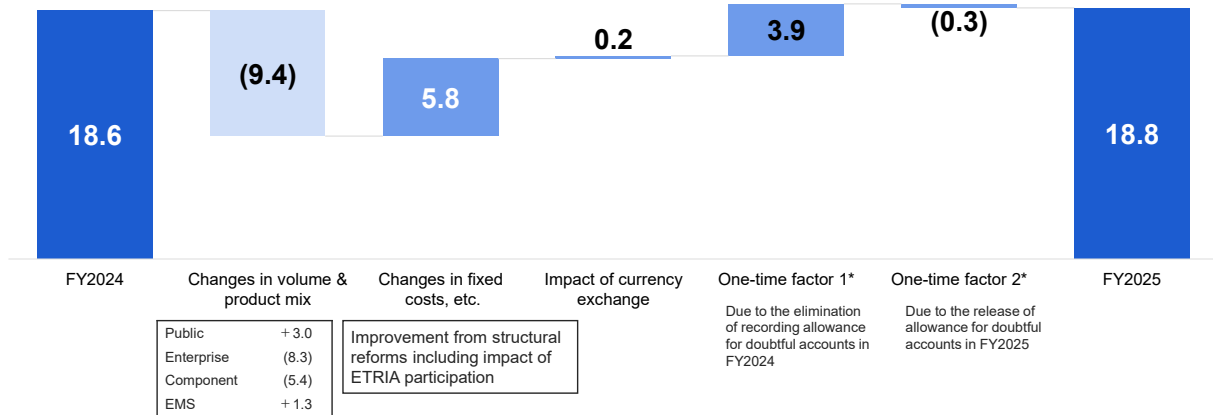 18.6
(9.4)
5.8
0.2
3.9
(0.3)
18.8
FY2024
Changes in volume &
product mix
Public +3.0
Enterprise (8.3)
Component (5.4)
EMS +1.3
Changes in fixed
costs, etc.
Improvement from structural
reforms including impact of
ETRIA participation
Impact of currency
exchange
One-time factor 1*
Due to the elimination
of recording allowance
for doubtful accounts in
FY2024
One-time factor 2*
Due to the release of
allowance for doubtful
accounts in FY2025
FY2025